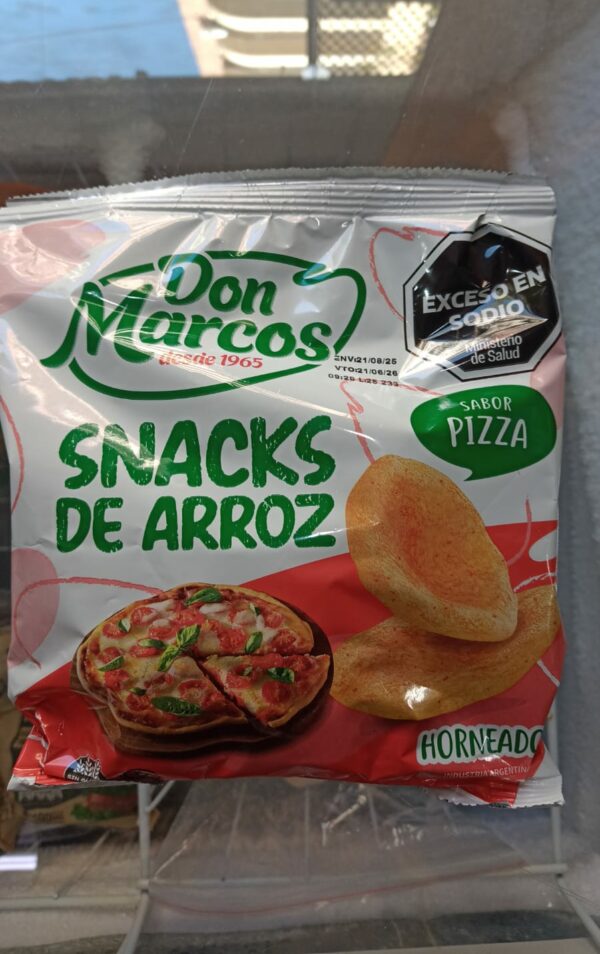 Don
Marcos
desde 1965
EXCESO EN
SODIO
Ministerio
de Salud
ENV:21/08/25
VTO:21/06/26
SABOR
PIZZA
SNACKS
DE ARROZ
HORNEADO
INDUSTRIA ARGENTINA
SIN